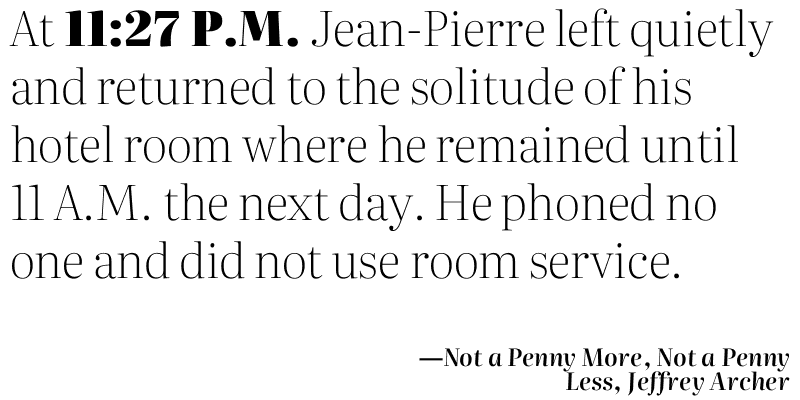 At 11:27 P.M. Jean-Pierre left quietly
and returned to the solitude of his
hotel room where he remained until
11 A.M. the next day. He phoned no
one and did not use room service.
—Not a Penny More, Not a Penny
Less, Jeffrey Archer